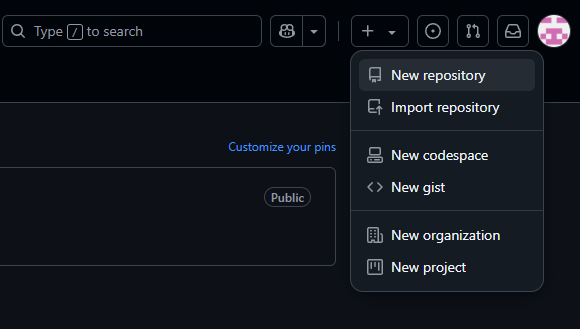 Type / to search
New repository
Import repository
Customize your pins
New codespace
New gist
Public
New organization
New project